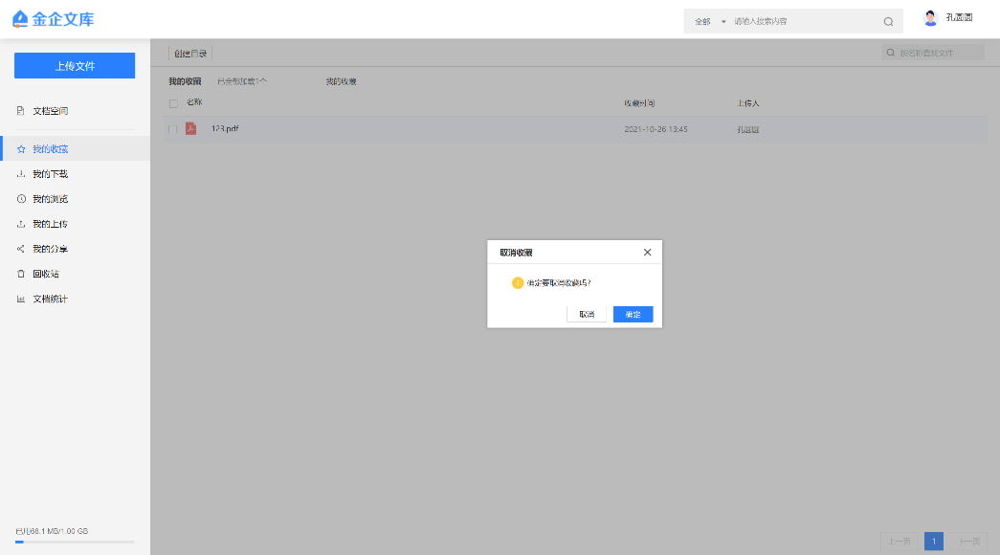 金企文库
全部
请输入搜索内容
孔圆圆
上传文件
创建目录
按名称查找文件
我的收藏 已全部加载1个 我的收藏
名称 收藏时间 上传人
123.pdf 2021-10-26 13:45 孔圆圆
文档空间
我的收藏
我的下载
我的浏览
我的上传
我的分享
回收站
文档统计
取消收藏
确定要取消收藏吗?
取消 确定
已用68.1 MB/1.00 GB
上一页 1 下一页